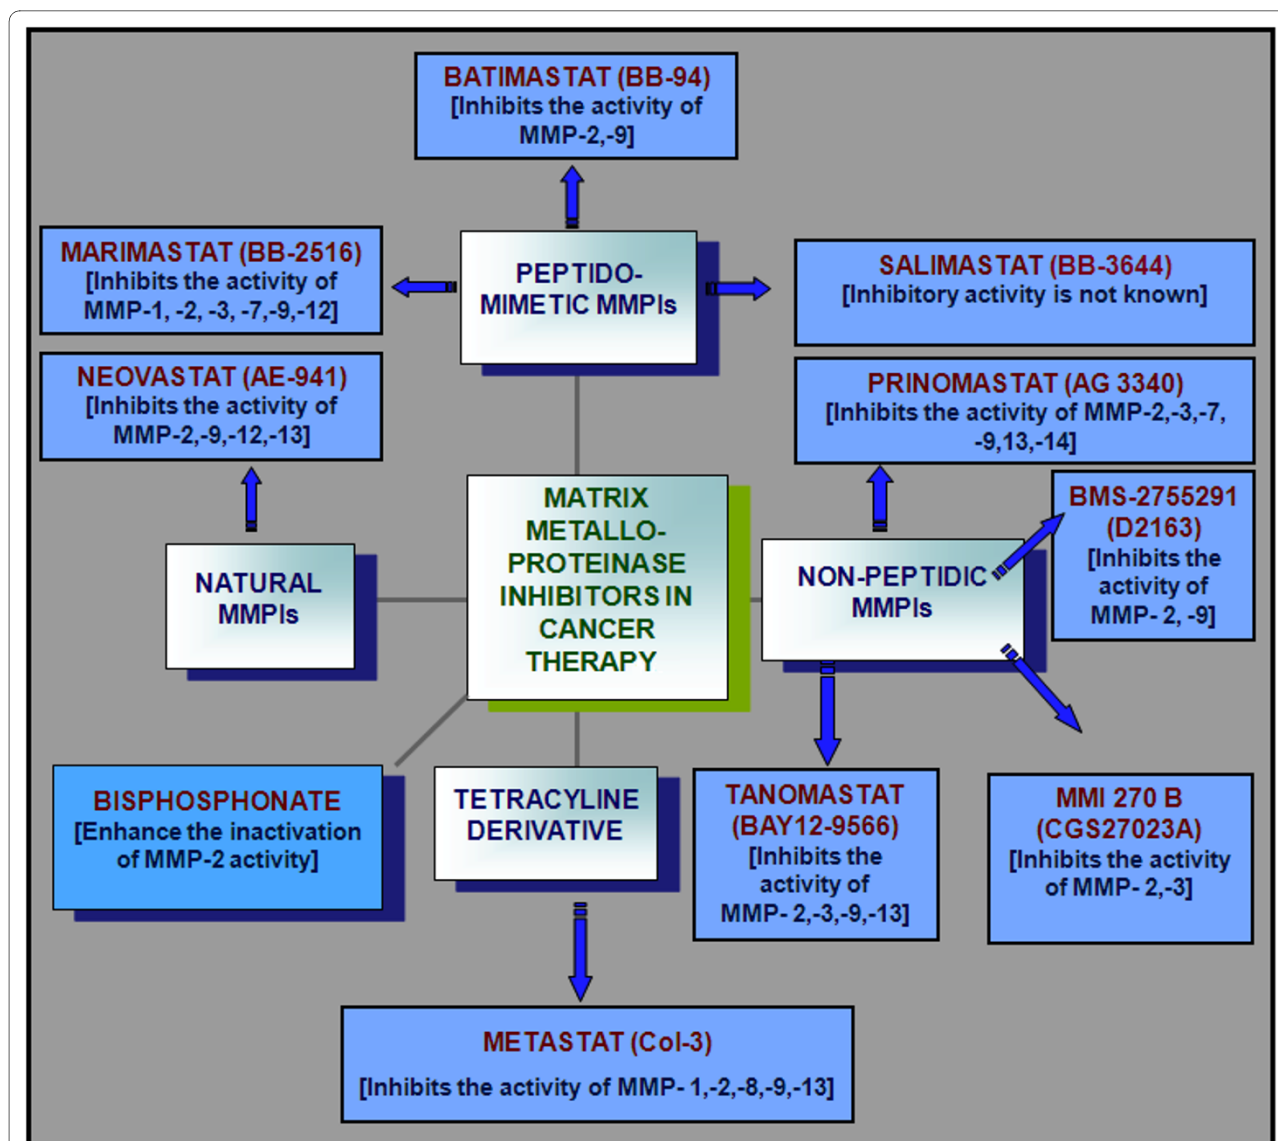 BATIMASTAT (BB-94)
[Inhibits the activity of
MMP-2,-9]
MARIMASTAT (BB-2516)
[Inhibits the activity of
MMP-1, -2, -3, -7,-9,-12]
PEPTIDO-
MIMETIC MMPIs
SALIMASTAT (BB-3644)
[Inhibitory activity is not known]
NEOVASTAT (AE-941)
[Inhibits the activity of
MMP-2,-9,-12,-13]
PRINOMASTAT (AG 3340)
[Inhibits the activity of MMP-2,-3,-7,
-9,13,-14]
NATURAL
MMPIs
MATRIX
METALLO-
PROTEINASE
INHIBITORS IN
CANCER
THERAPY
NON-PEPTIDIC
MMPIs
BMS-2755291
(D2163)
[Inhibits the
activity of
MMP- 2, -9]
BISPHOSPHONATE
[Enhance the inactivation
of MMP-2 activity]
TETRACYLINE
DERIVATIVE
TANOMASTAT
(BAY12-9566)
[Inhibits the
activity of
MMP- 2,-3,-9,-13]
MMI 270 B
(CGS27023A)
[Inhibits the activity
of MMP- 2,-3]
METASTAT (Col-3)
[Inhibits the activity of MMP- 1,-2,-8,-9,-13]